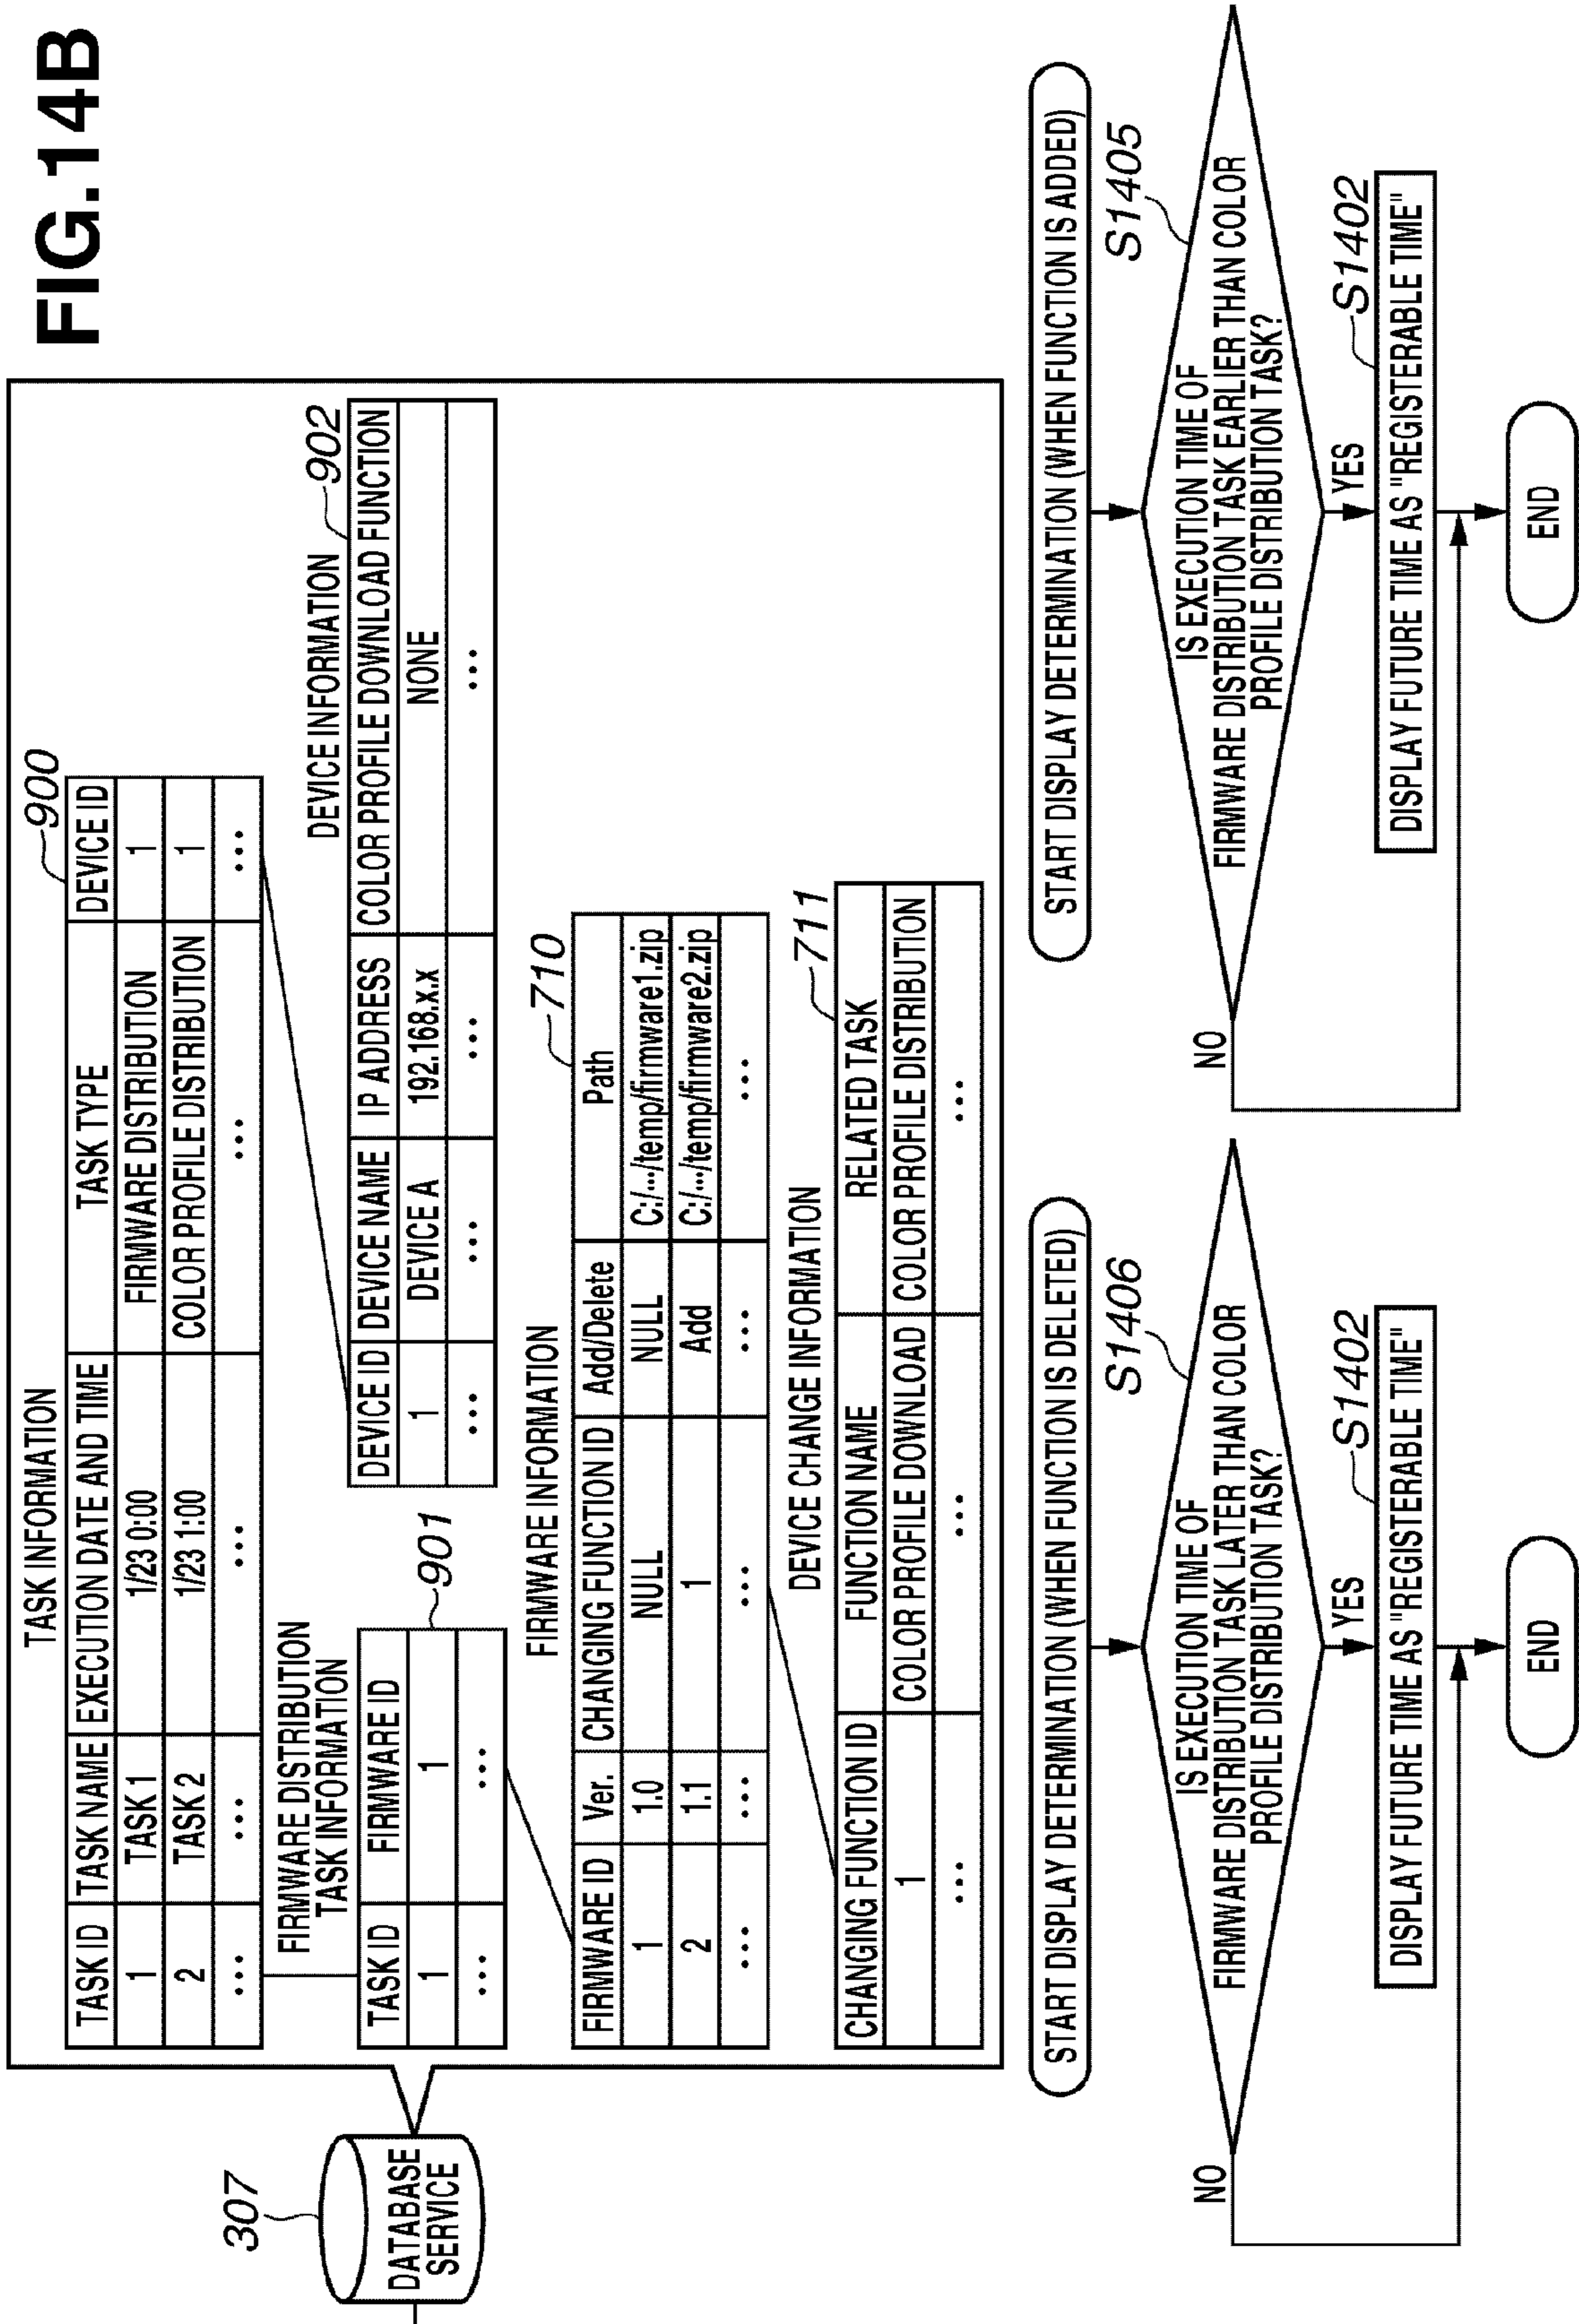 FIG.14B
307
DATABASE
SERVICE
TASK INFORMATION
900
TASK ID TASK NAME EXECUTION DATE AND TIME TASK TYPE DEVICE ID
1 TASK 1 1/23 0:00 FIRMWARE DISTRIBUTION 1
2 TASK 2 1/23 1:00 COLOR PROFILE DISTRIBUTION 1
... ... ... ... ...
FIRMWARE DISTRIBUTION
TASK INFORMATION
901
TASK ID FIRMWARE ID
1 1
... ...
DEVICE INFORMATION
902
DEVICE ID DEVICE NAME IP ADDRESS COLOR PROFILE DOWNLOAD FUNCTION
1 DEVICE A 192.168.x.x NONE
... ... ... ...
FIRMWARE INFORMATION
710
FIRMWARE ID Ver. CHANGING FUNCTION ID Add/Delete Path
1 1.0 NULL NULL C:/···/temp/firmware1.zip
2 1.1 1 Add C:/···/temp/firmware2.zip
... ... ... ... ...
DEVICE CHANGE INFORMATION
711
CHANGING FUNCTION ID FUNCTION NAME RELATED TASK
1 COLOR PROFILE DOWNLOAD COLOR PROFILE DISTRIBUTION
... ... ...
START DISPLAY DETERMINATION (WHEN FUNCTION IS DELETED)
S1406
IS EXECUTION TIME OF
FIRMWARE DISTRIBUTION TASK LATER THAN COLOR
PROFILE DISTRIBUTION TASK?
NO
YES
S1402
DISPLAY FUTURE TIME AS "REGISTERABLE TIME"
END
START DISPLAY DETERMINATION (WHEN FUNCTION IS ADDED)
S1405
IS EXECUTION TIME OF
FIRMWARE DISTRIBUTION TASK EARLIER THAN COLOR
PROFILE DISTRIBUTION TASK?
NO
YES
S1402
DISPLAY FUTURE TIME AS "REGISTERABLE TIME"
END